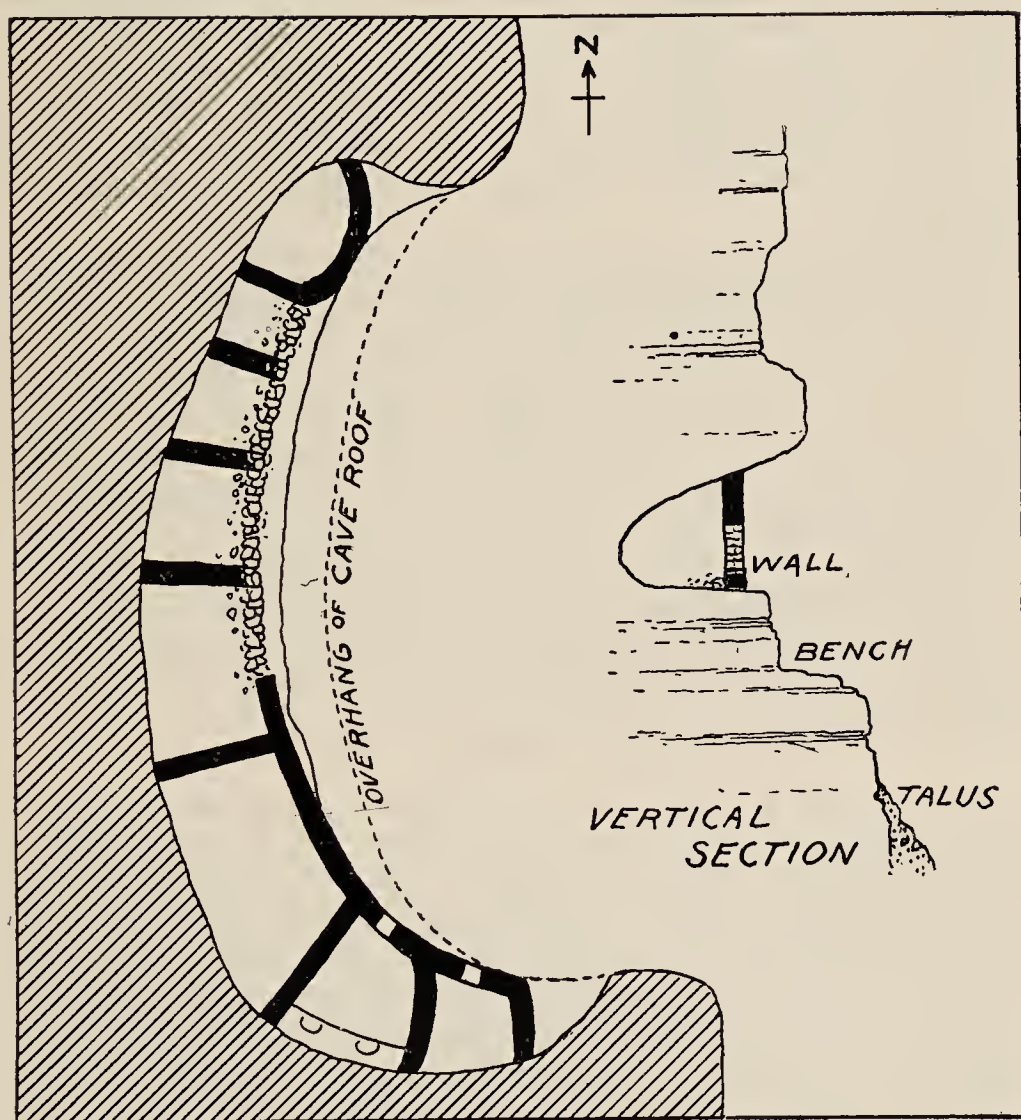 N
OVERHANG OF CAVE ROOF
WALL
BENCH
TALUS
VERTICAL
SECTION